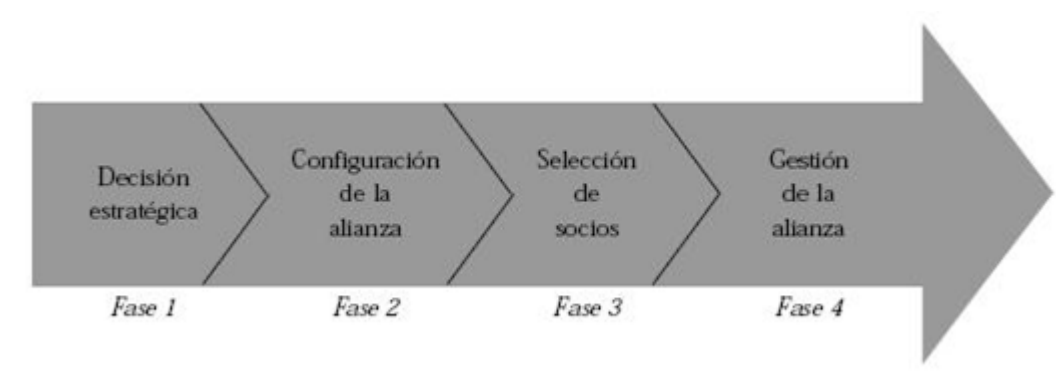 Decisión
estratégica
Configuración
de la
alianza
Selección
de
socios
Gestión
de la
alianza
Fase 1
Fase 2
Fase 3
Fase 4